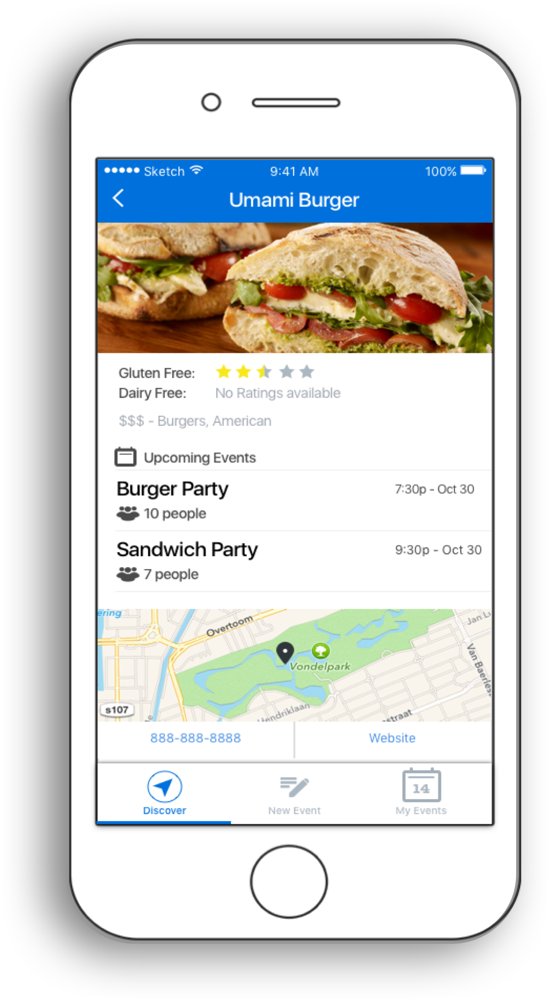 Sketch 9:41 AM 100%
Umami Burger
Gluten Free:
Dairy Free: No Ratings available
$$$ - Burgers, American
Upcoming Events
Burger Party 7:30p - Oct 30
10 people
Sandwich Party 9:30p - Oct 30
7 people
ering
Overtoom
Jan Lu
Van Baerles
Vondelpark
s107
Hendriklaan
straat
888-888-8888 Website
14
Discover New Event My Events